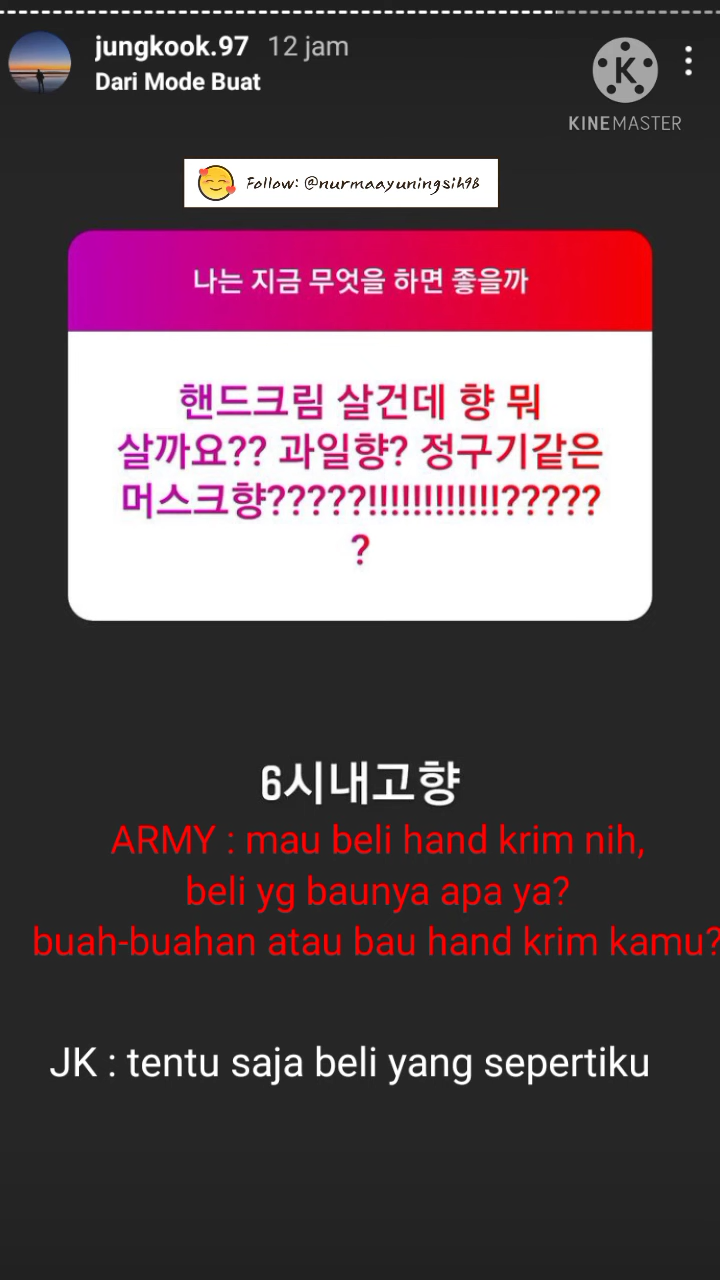 jungkook.97 12 jam
Dari Mode Buat
K
KINEMASTER
Follow: @nurmaayuningsih98
나는 지금 무엇을 하면 좋을까
핸드크림 살건데 향 뭐
살까요?? 과일향? 정구기같은
머스크향?????!!!!!!!!!!!!?????
?
6시내고향
ARMY : mau beli hand krim nih,
beli yg baunya apa ya?
buah-buahan atau bau hand krim kamu?
JK : tentu saja beli yang sepertiku